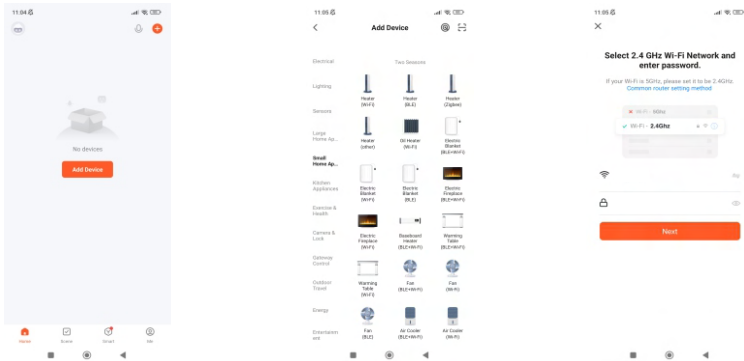 11:04
No devices
Add Device
Home
Scene
Smart
Me
11:05
Add Device
Electrical
Lighting
Sensors
Large
Home Ap...
Small
Home Ap...
Kitchen
Appliances
Exercise &
Health
Camera &
Lock
Gateway
Control
Outdoor
Travel
Energy
Entertainm
ent
Two Seasons
Heater
(Wi-Fi)
Heater
(BLE)
Heater
(Zigbee)
Heater
(other)
Oil Heater
(Wi-Fi)
Electric
Blanket
(BLE+Wi-Fi)
Electric
Blanket
(Wi-Fi)
Electric
Blanket
(BLE)
Electric
Fireplace
(BLE+Wi-Fi)
Electric
Fireplace
(Wi-Fi)
Baseboard
Heater
(BLE+Wi-Fi)
Warming
Table
(BLE+Wi-Fi)
Warming
Table
(Wi-Fi)
Fan
(BLE+Wi-Fi)
Fan
(Wi-Fi)
Fan
(BLE)
Air Cooler
(BLE+Wi-Fi)
Air Cooler
(Wi-Fi)
11:05
Select 2.4 GHz Wi-Fi Network and
enter password.
If your Wi-Fi is 5GHz, please set it to be 2.4GHz.
Common router setting method
Wi-Fi - 5Ghz
Wi-Fi - 2.4Ghz
Next